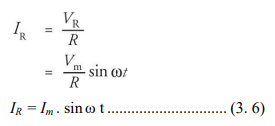 I_R = V_R / R
= V_m / R sin ωt
I_R = I_m . sin ω t .............................. (3. 6)